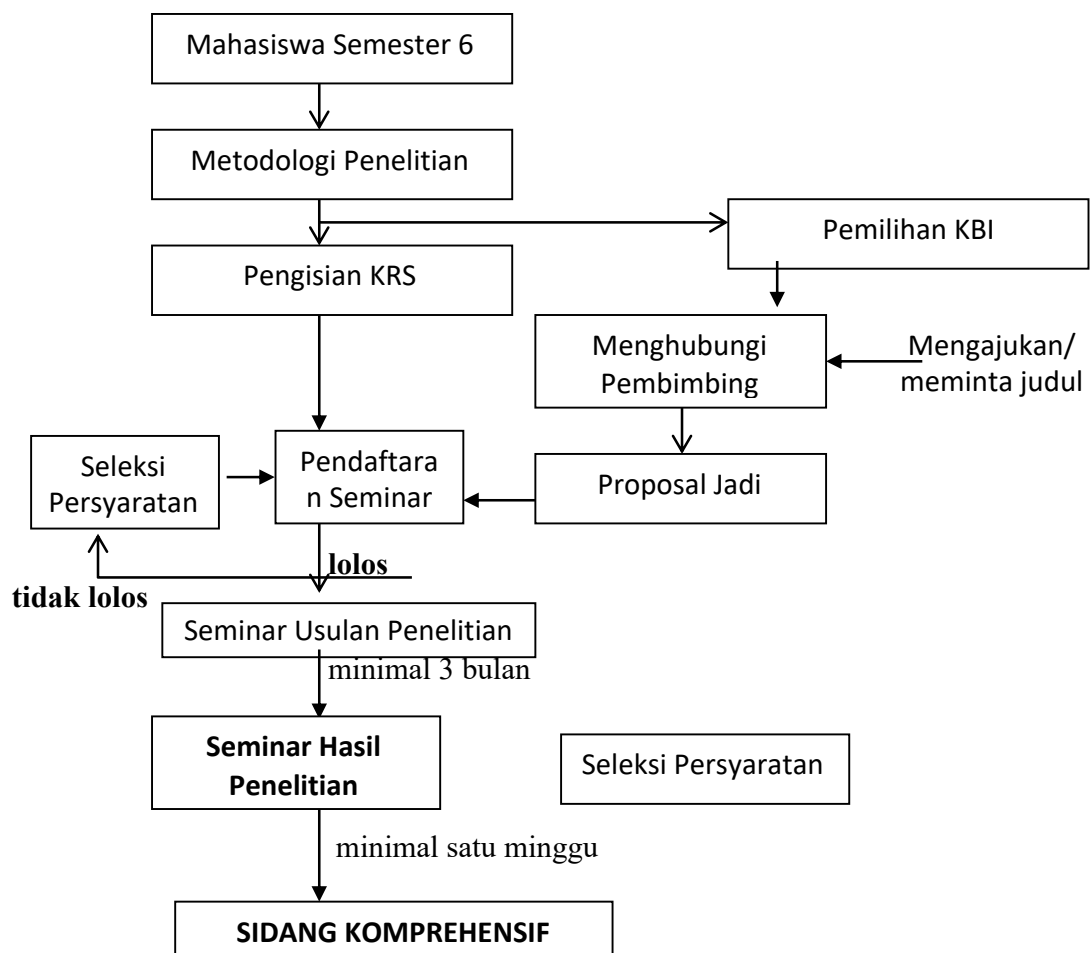 Mahasiswa Semester 6
Metodologi Penelitian
Pemilihan KBI
Pengisian KRS
Menghubungi
Pembimbing
Mengajukan/
meminta judul
Seleksi
Persyaratan
Pendaftara
n Seminar
Proposal Jadi
lolos
tidak lolos
Seminar Usulan Penelitian
minimal 3 bulan
Seminar Hasil
Penelitian
Seleksi Persyaratan
minimal satu minggu
SIDANG KOMPREHENSIF